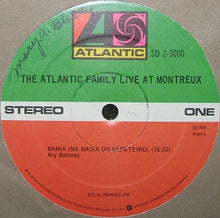 ATLANTIC
SD 2-3000
THE ATLANTIC FAMILY LIVE AT MONTREUX
STEREO
ONE
BAHIA (NA BAIXA DO SAPATEIRO) (16:32)
Ary Barroso
ST-A-784067-PR